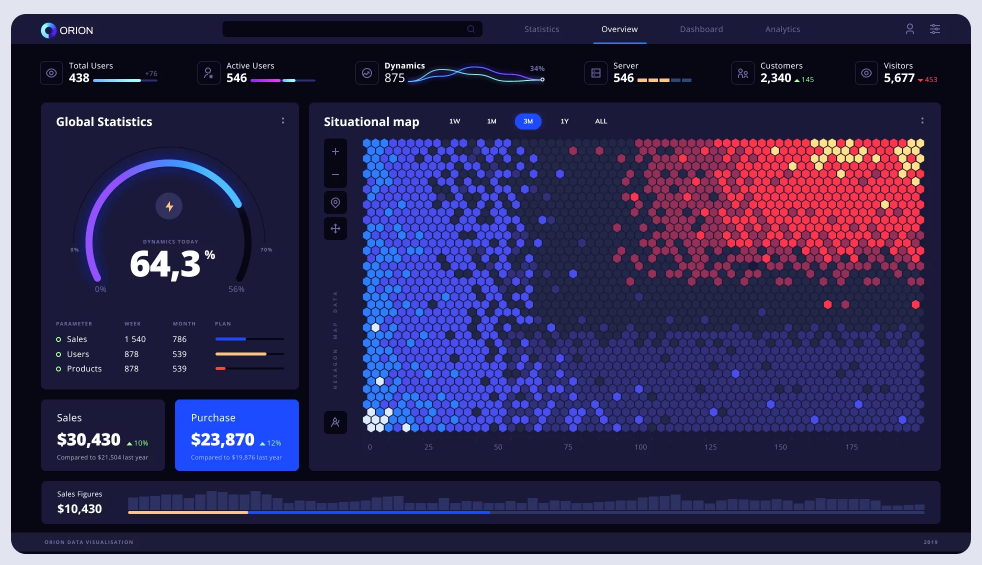 ORION
Statistics
Overview
Dashboard
Analytics
Total Users
438
+76
Active Users
546
Dynamics
875
34%
Server
546
Customers
2,340 145
Visitors
5,677 453
Global Statistics
0%
70%
DYNAMICS TODAY
64,3 %
0%
56%
PARAMETER WEEK MONTH PLAN
Sales 1 540 786
Users 878 539
Products 878 539
Situational map
1W 1M 3M 1Y ALL
+
−
HEXAGON MAP DATA
0 25 50 75 100 125 150 175
Sales
$30,430 10%
Compared to $21,504 last year
Purchase
$23,870 12%
Compared to $19,876 last year
Sales Figures
$10,430
ORION DATA VISUALISATION
2019